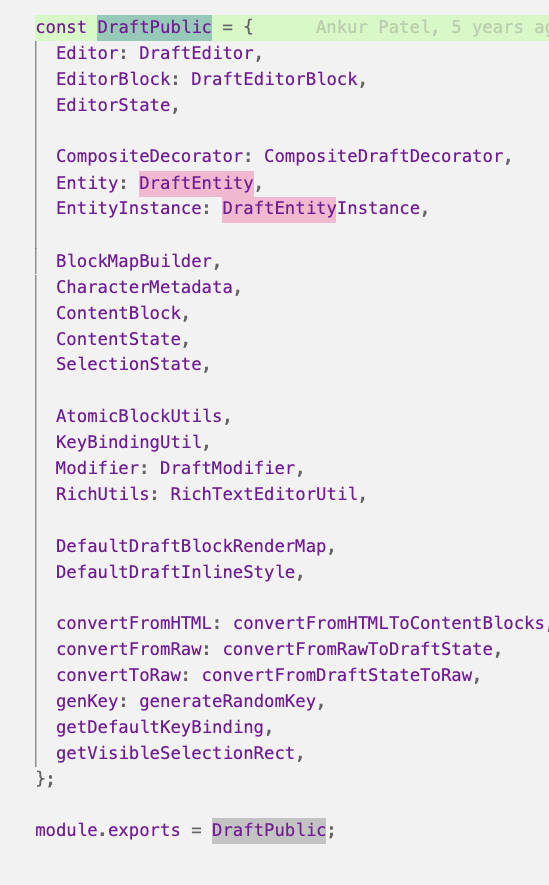 const DraftPublic = {      Ankur Patel, 5 years
  Editor: DraftEditor,
  EditorBlock: DraftEditorBlock,
  EditorState,

  CompositeDecorator: CompositeDraftDecorator,
  Entity: DraftEntity,
  EntityInstance: DraftEntityInstance,

  BlockMapBuilder,
  CharacterMetadata,
  ContentBlock,
  ContentState,
  SelectionState,

  AtomicBlockUtils,
  KeyBindingUtil,
  Modifier: DraftModifier,
  RichUtils: RichTextEditorUtil,

  DefaultDraftBlockRenderMap,
  DefaultDraftInlineStyle,

  convertFromHTML: convertFromHTMLToContentBlocks,
  convertFromRaw: convertFromRawToDraftState,
  convertToRaw: convertFromDraftStateToRaw,
  genKey: generateRandomKey,
  getDefaultKeyBinding,
  getVisibleSelectionRect,
};

module.exports = DraftPublic;